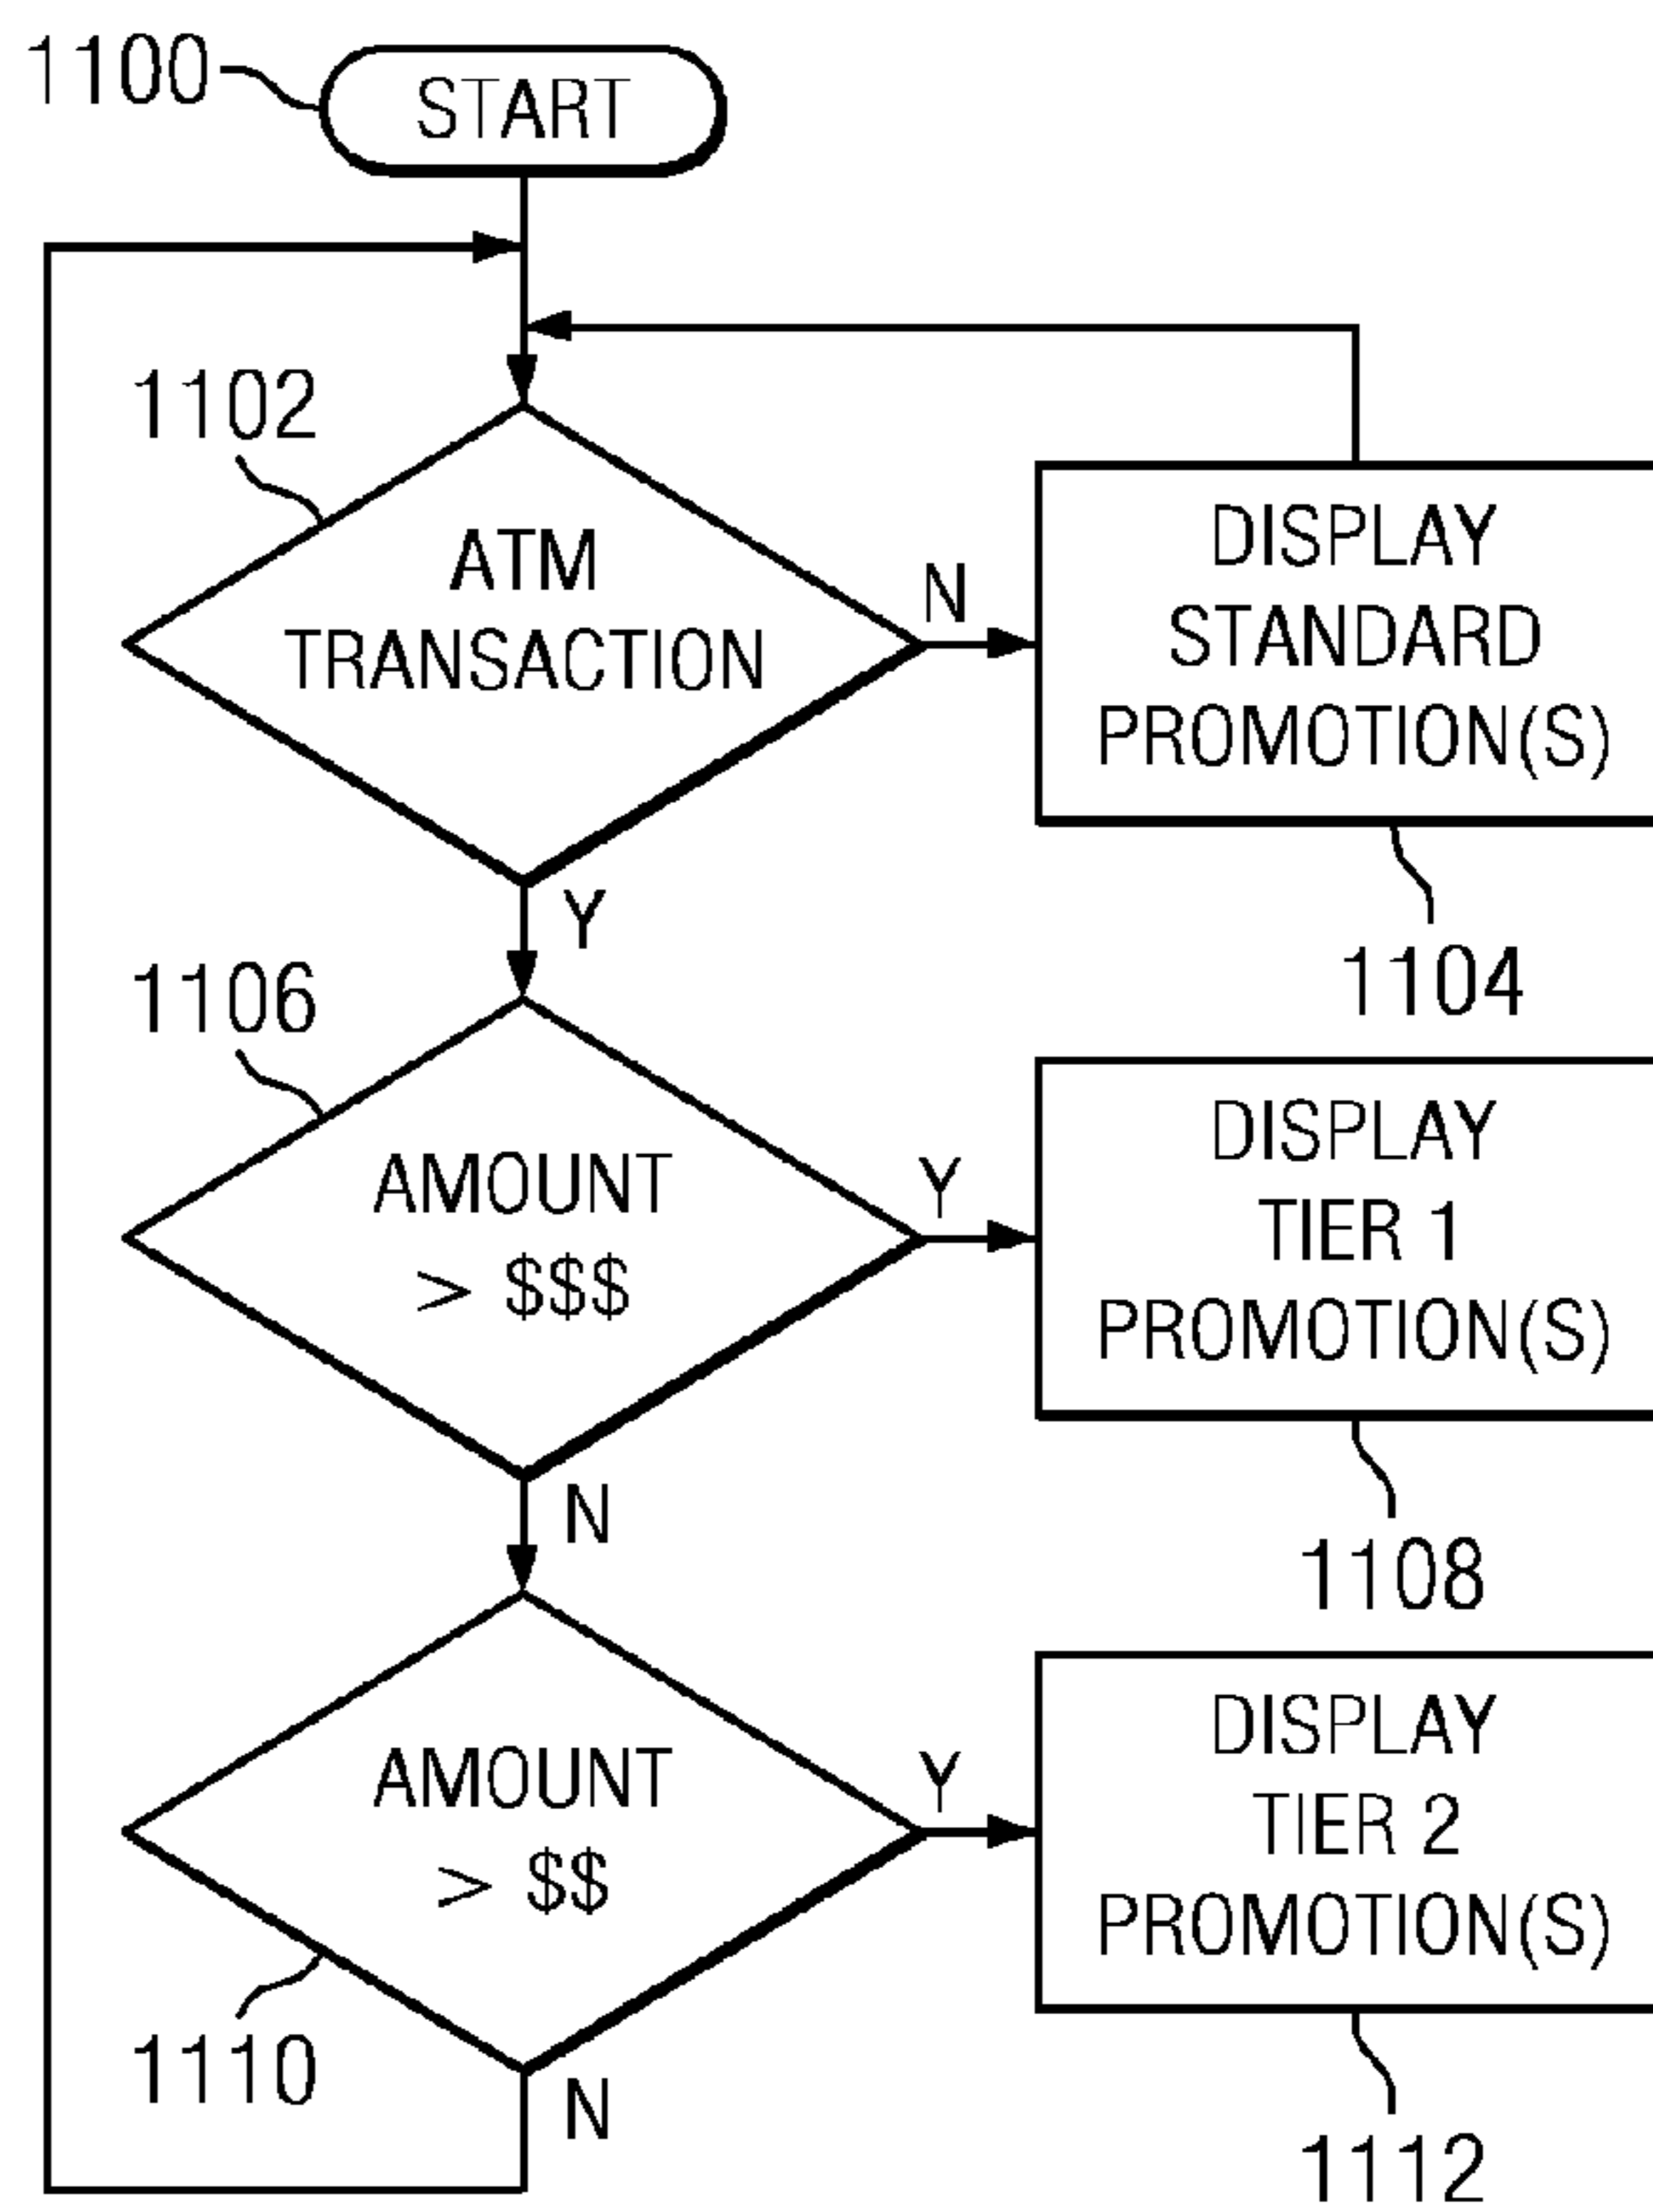 1100
START
1102
ATM
TRANSACTION
N
DISPLAY
STANDARD
PROMOTION(S)
1104
Y
1106
AMOUNT
> $$$
Y
DISPLAY
TIER 1
PROMOTION(S)
1108
N
AMOUNT
> $$
Y
DISPLAY
TIER 2
PROMOTION(S)
1110
N
1112